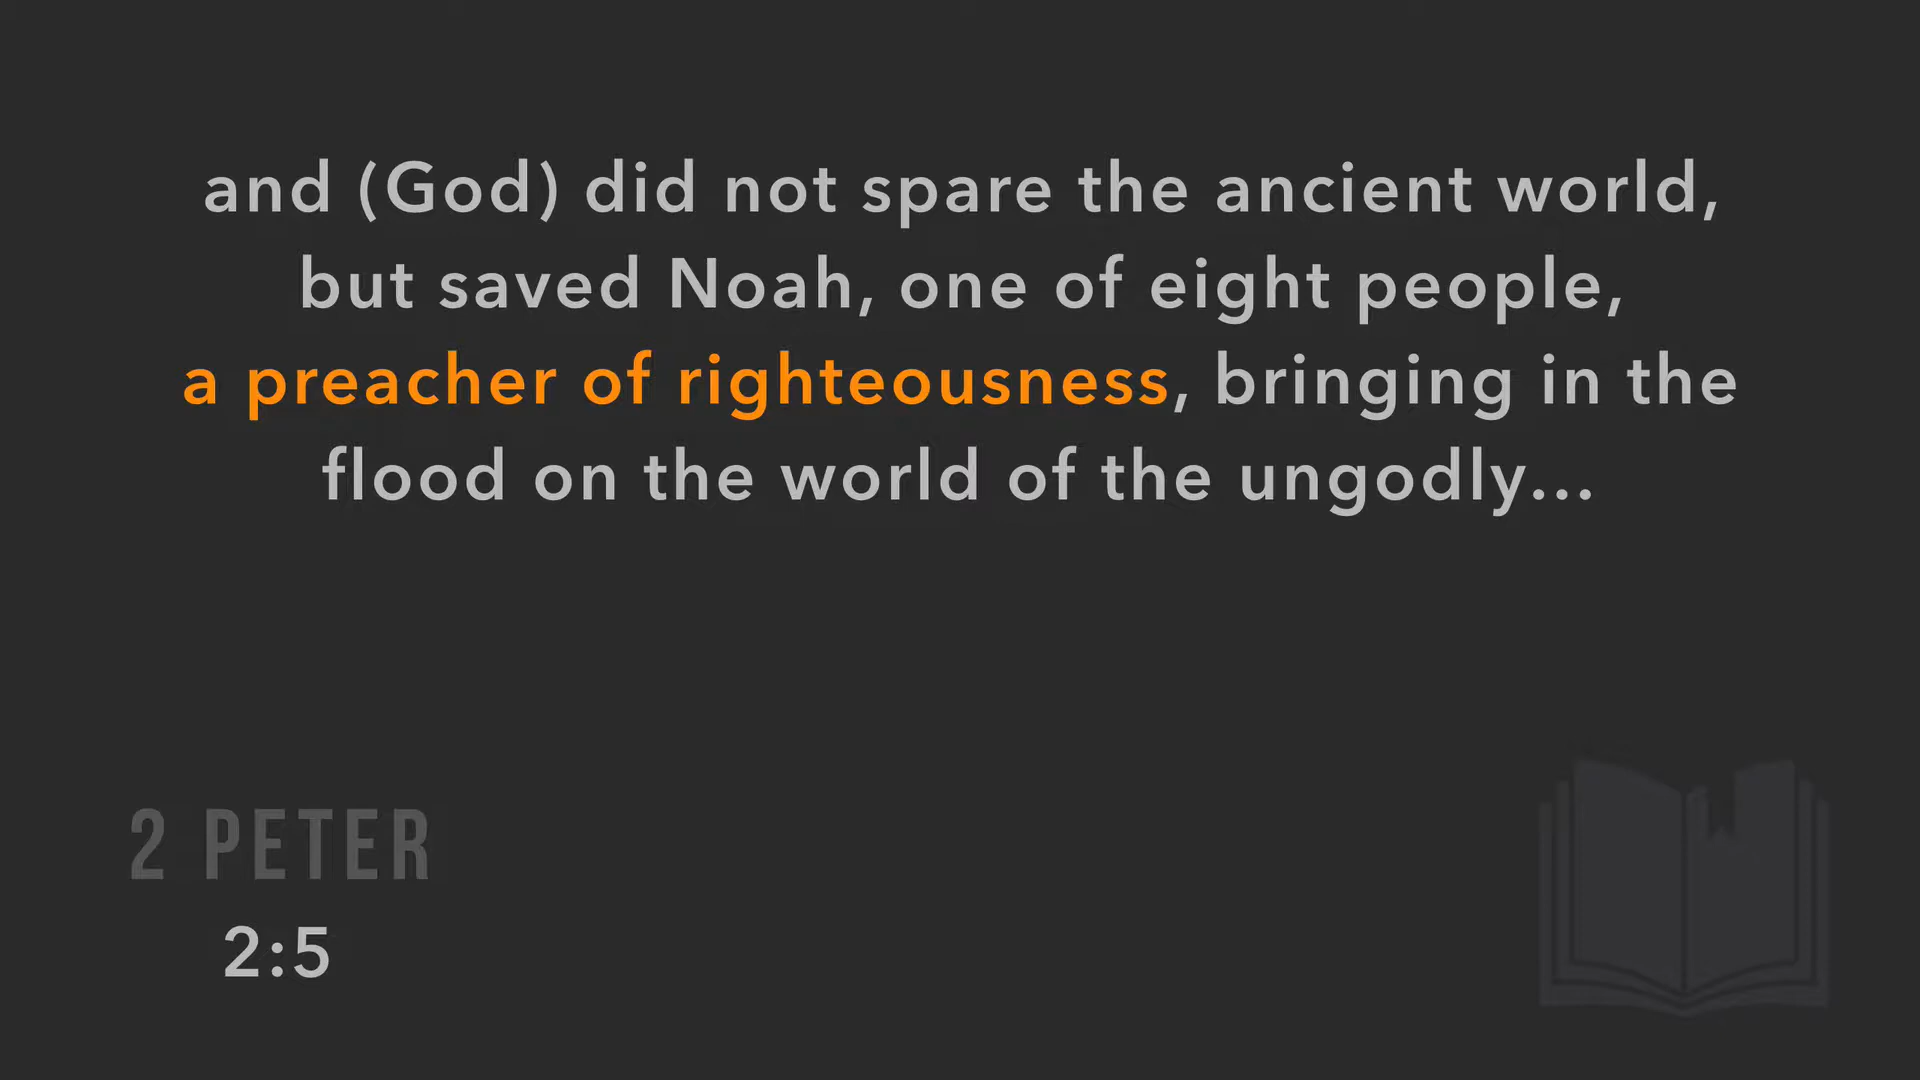 and (God) did not spare the ancient world,
but saved Noah, one of eight people,
a preacher of righteousness, bringing in the
flood on the world of the ungodly...
2 PETER
2:5